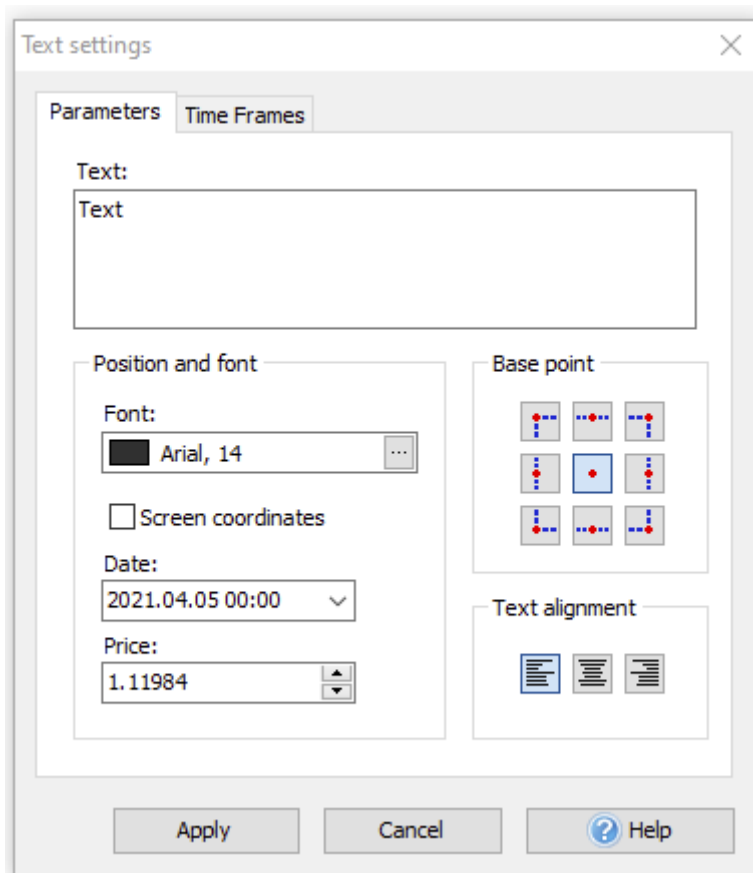 Text settings
Parameters
Time Frames
Text:
Text
Position and font
Font:
Arial, 14
...
Screen coordinates
Date:
2021.04.05 00:00
Price:
1.11984
Base point
Text alignment
Apply
Cancel
? Help